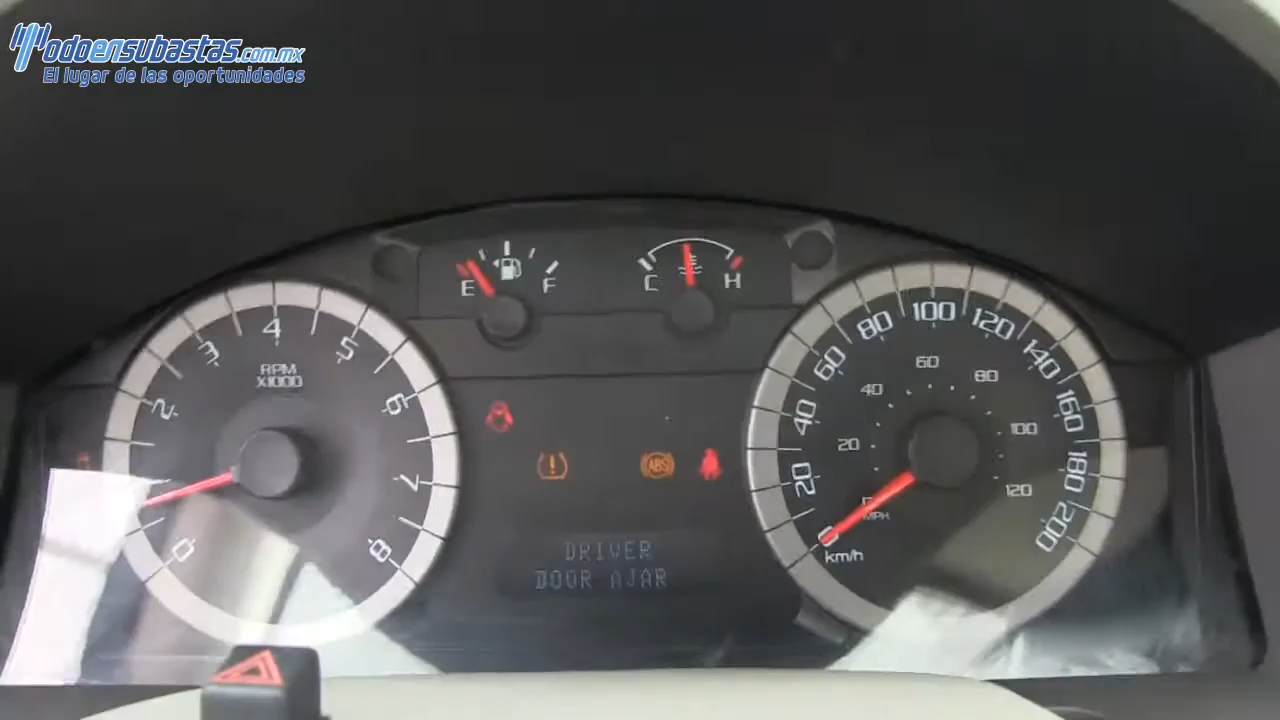 Todoensubastas.com.mx
El lugar de las oportunidades
E
F
C
H
0
2
3
4
5
6
7
8
RPM
X1000
0
20
40
60
80
100
120
140
160
180
200
km/h
20
40
60
80
100
120
MPH
ABS
DRIVER
DOOR AJAR